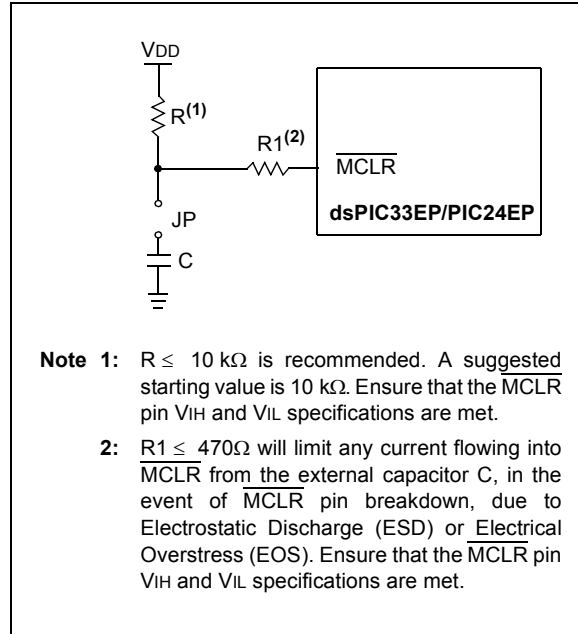 VDD
R(1)
R1(2)
MCLR
dsPIC33EP/PIC24EP
JP
C
Note 1: R ≤ 10 kΩ is recommended. A suggested
starting value is 10 kΩ. Ensure that the MCLR
pin VIH and VIL specifications are met.
2: R1 ≤ 470Ω will limit any current flowing into
MCLR from the external capacitor C, in the
event of MCLR pin breakdown, due to
Electrostatic Discharge (ESD) or Electrical
Overstress (EOS). Ensure that the MCLR pin
VIH and VIL specifications are met.